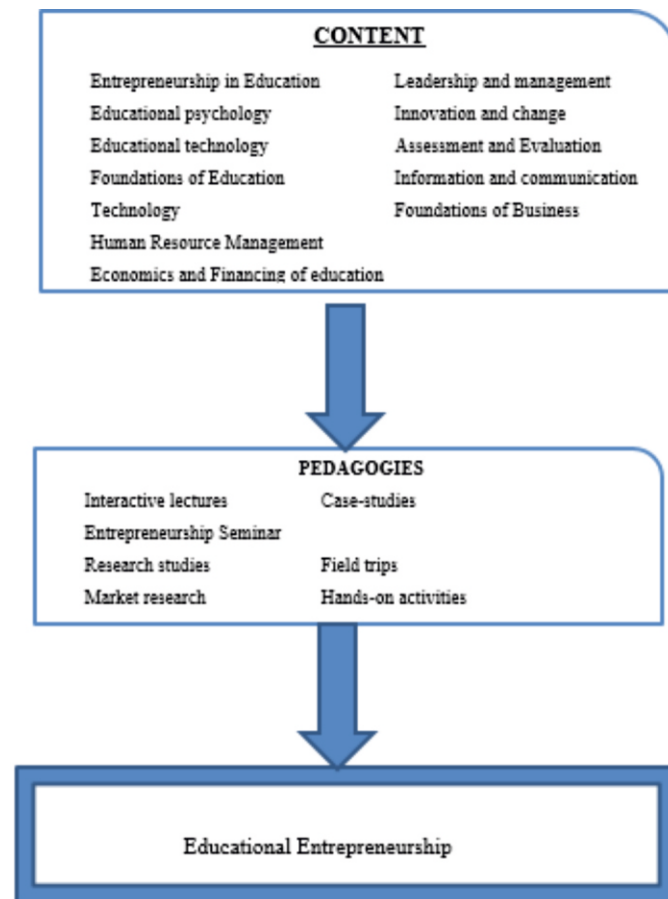 CONTENT
Entrepreneurship in Education Leadership and management
Educational psychology Innovation and change
Educational technology Assessment and Evaluation
Foundations of Education Information and communication
Technology Foundations of Business
Human Resource Management
Economics and Financing of education
PEDAGOGIES
Interactive lectures Case-studies
Entrepreneurship Seminar
Research studies Field trips
Market research Hands-on activities
Educational Entrepreneurship